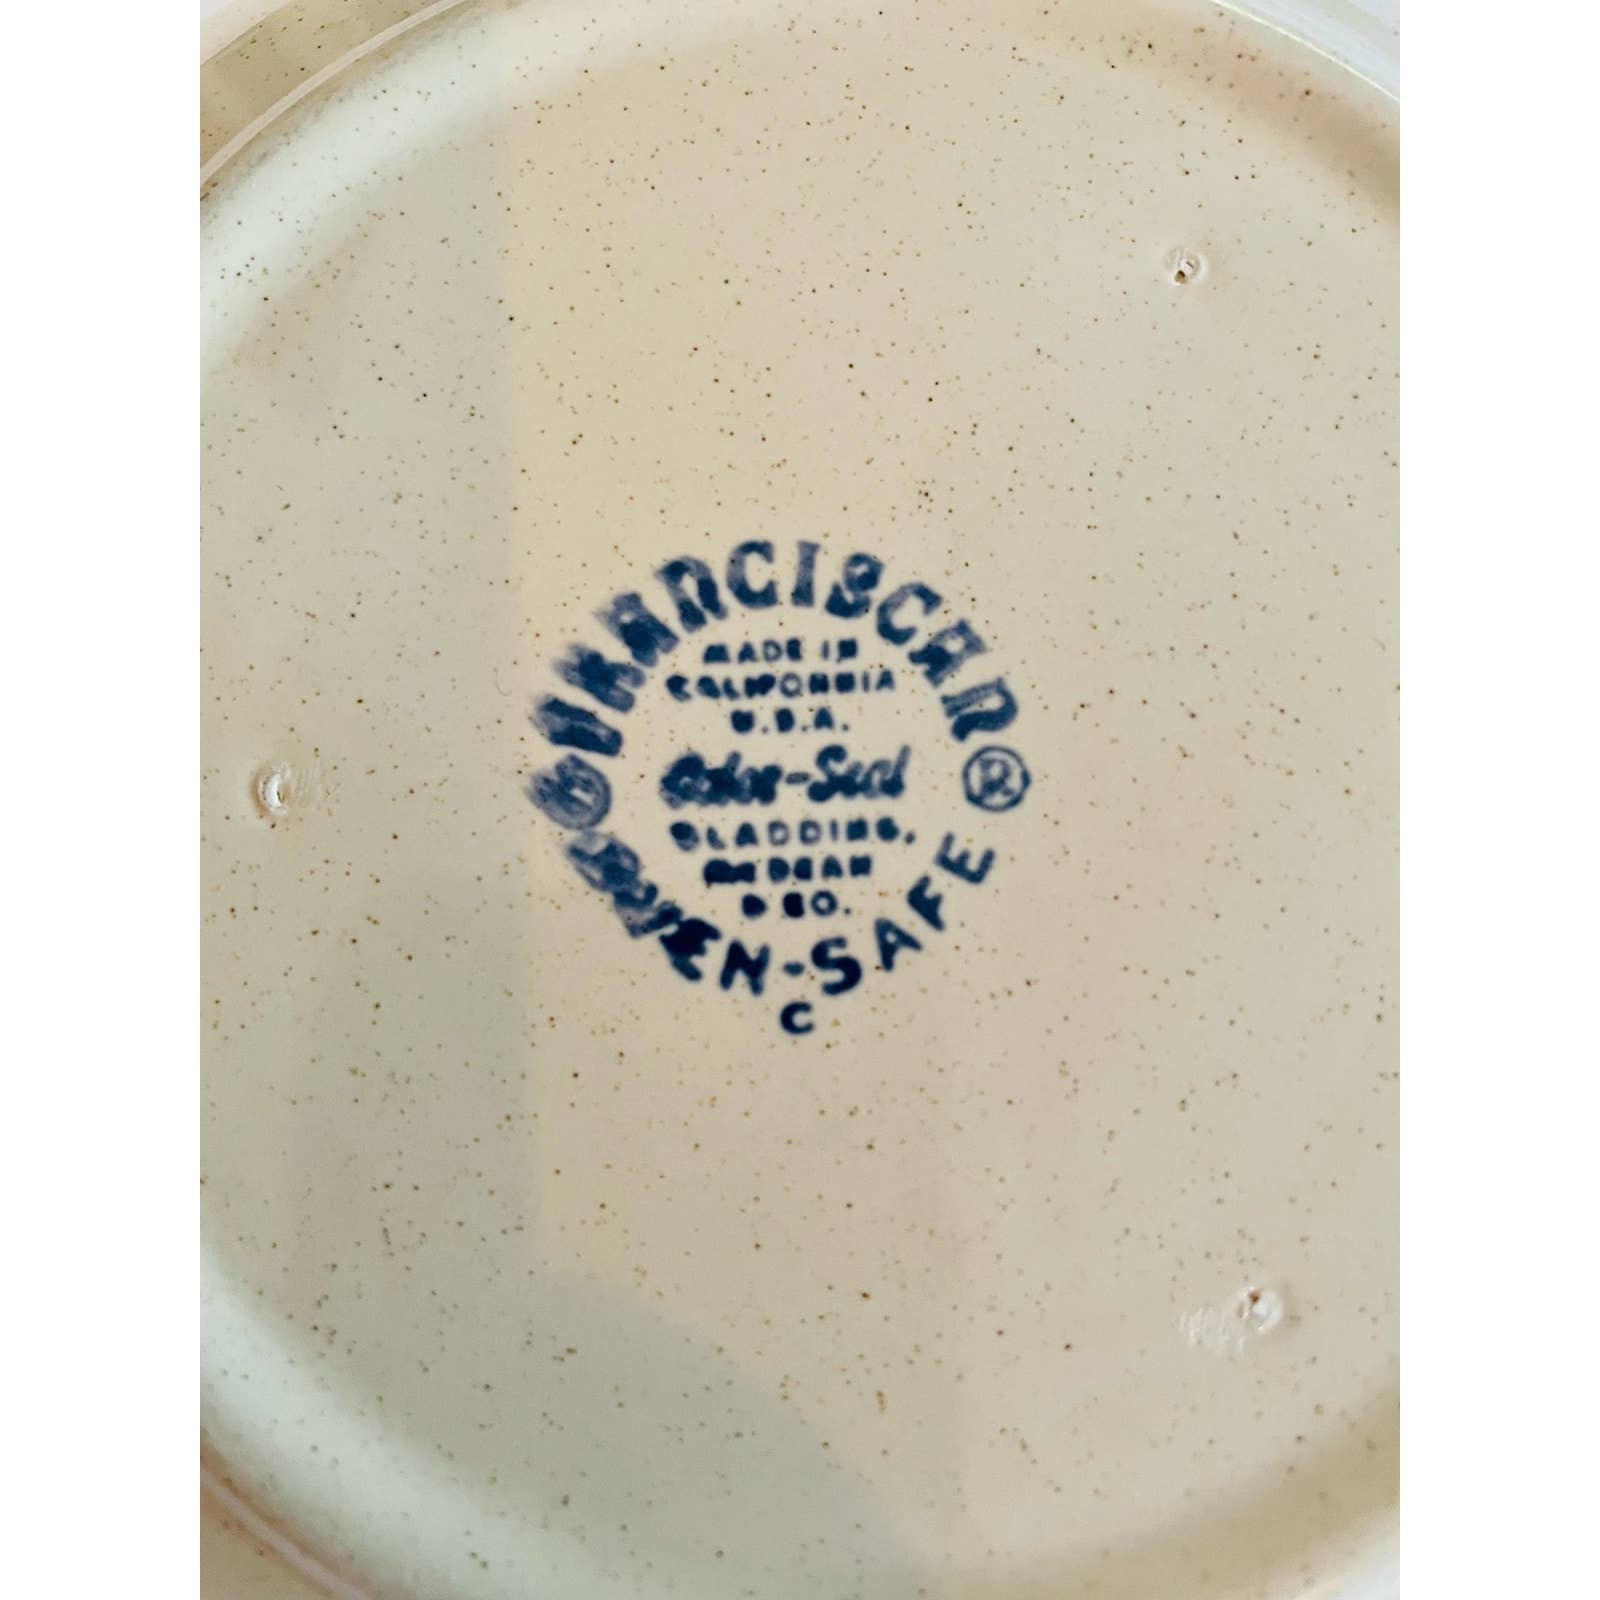 © FRANCISCAN ®
MADE IN
CALIFORNIA
U.S.A.
Color-Seal
GLADDING,
McBEAN
& CO.
OVEN-SAFE
C